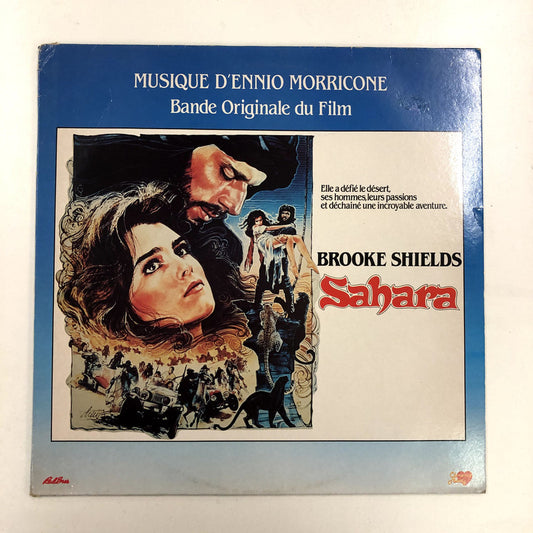 MUSIQUE D'ENNIO MORRICONE
Bande Originale du Film
Elle a défié le désert,
ses hommes, leurs passions
et déchaîné une incroyable aventure.
BROOKE SHIELDS
Sahara